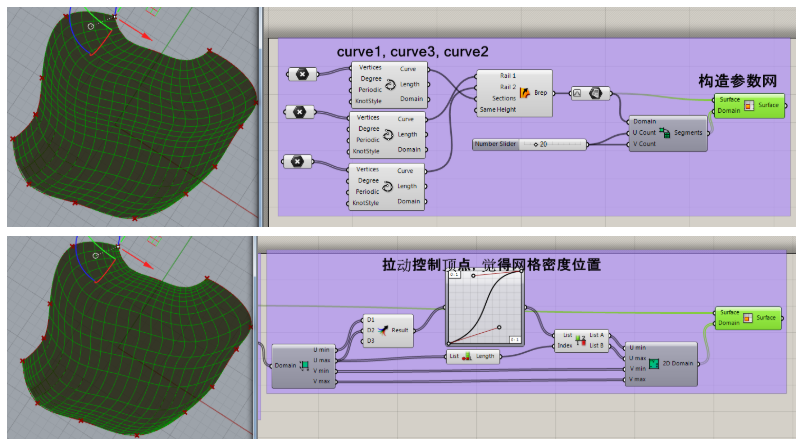 curve1, curve3, curve2
构造参数网
Vertices
Degree
Periodic
KnotStyle
Curve
Length
Domain
Vertices
Degree
Periodic
KnotStyle
Curve
Length
Domain
Vertices
Degree
Periodic
KnotStyle
Curve
Length
Domain
Rail 1
Rail 2
Sections
Same Height
Brep
Number Slider
20
Domain
U Count
V Count
Segments
Surface
Domain
Surface
拉动控制顶点, 觉得网格密度位置
Domain
U min
U max
V min
V max
D1
D2
D3
Result
0 : 1
0 : 1
List
Length
List
Index
List A
List B
U min
U max
V min
V max
2D Domain
Surface
Domain
Surface